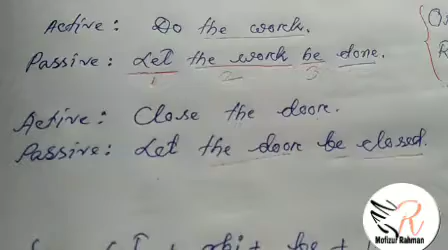 Active: Do the work.
Passive: Let the work be done.
1 2 3
Active: Close the door.
Passive: Let the door be closed.
MR
Mofizur Rahman